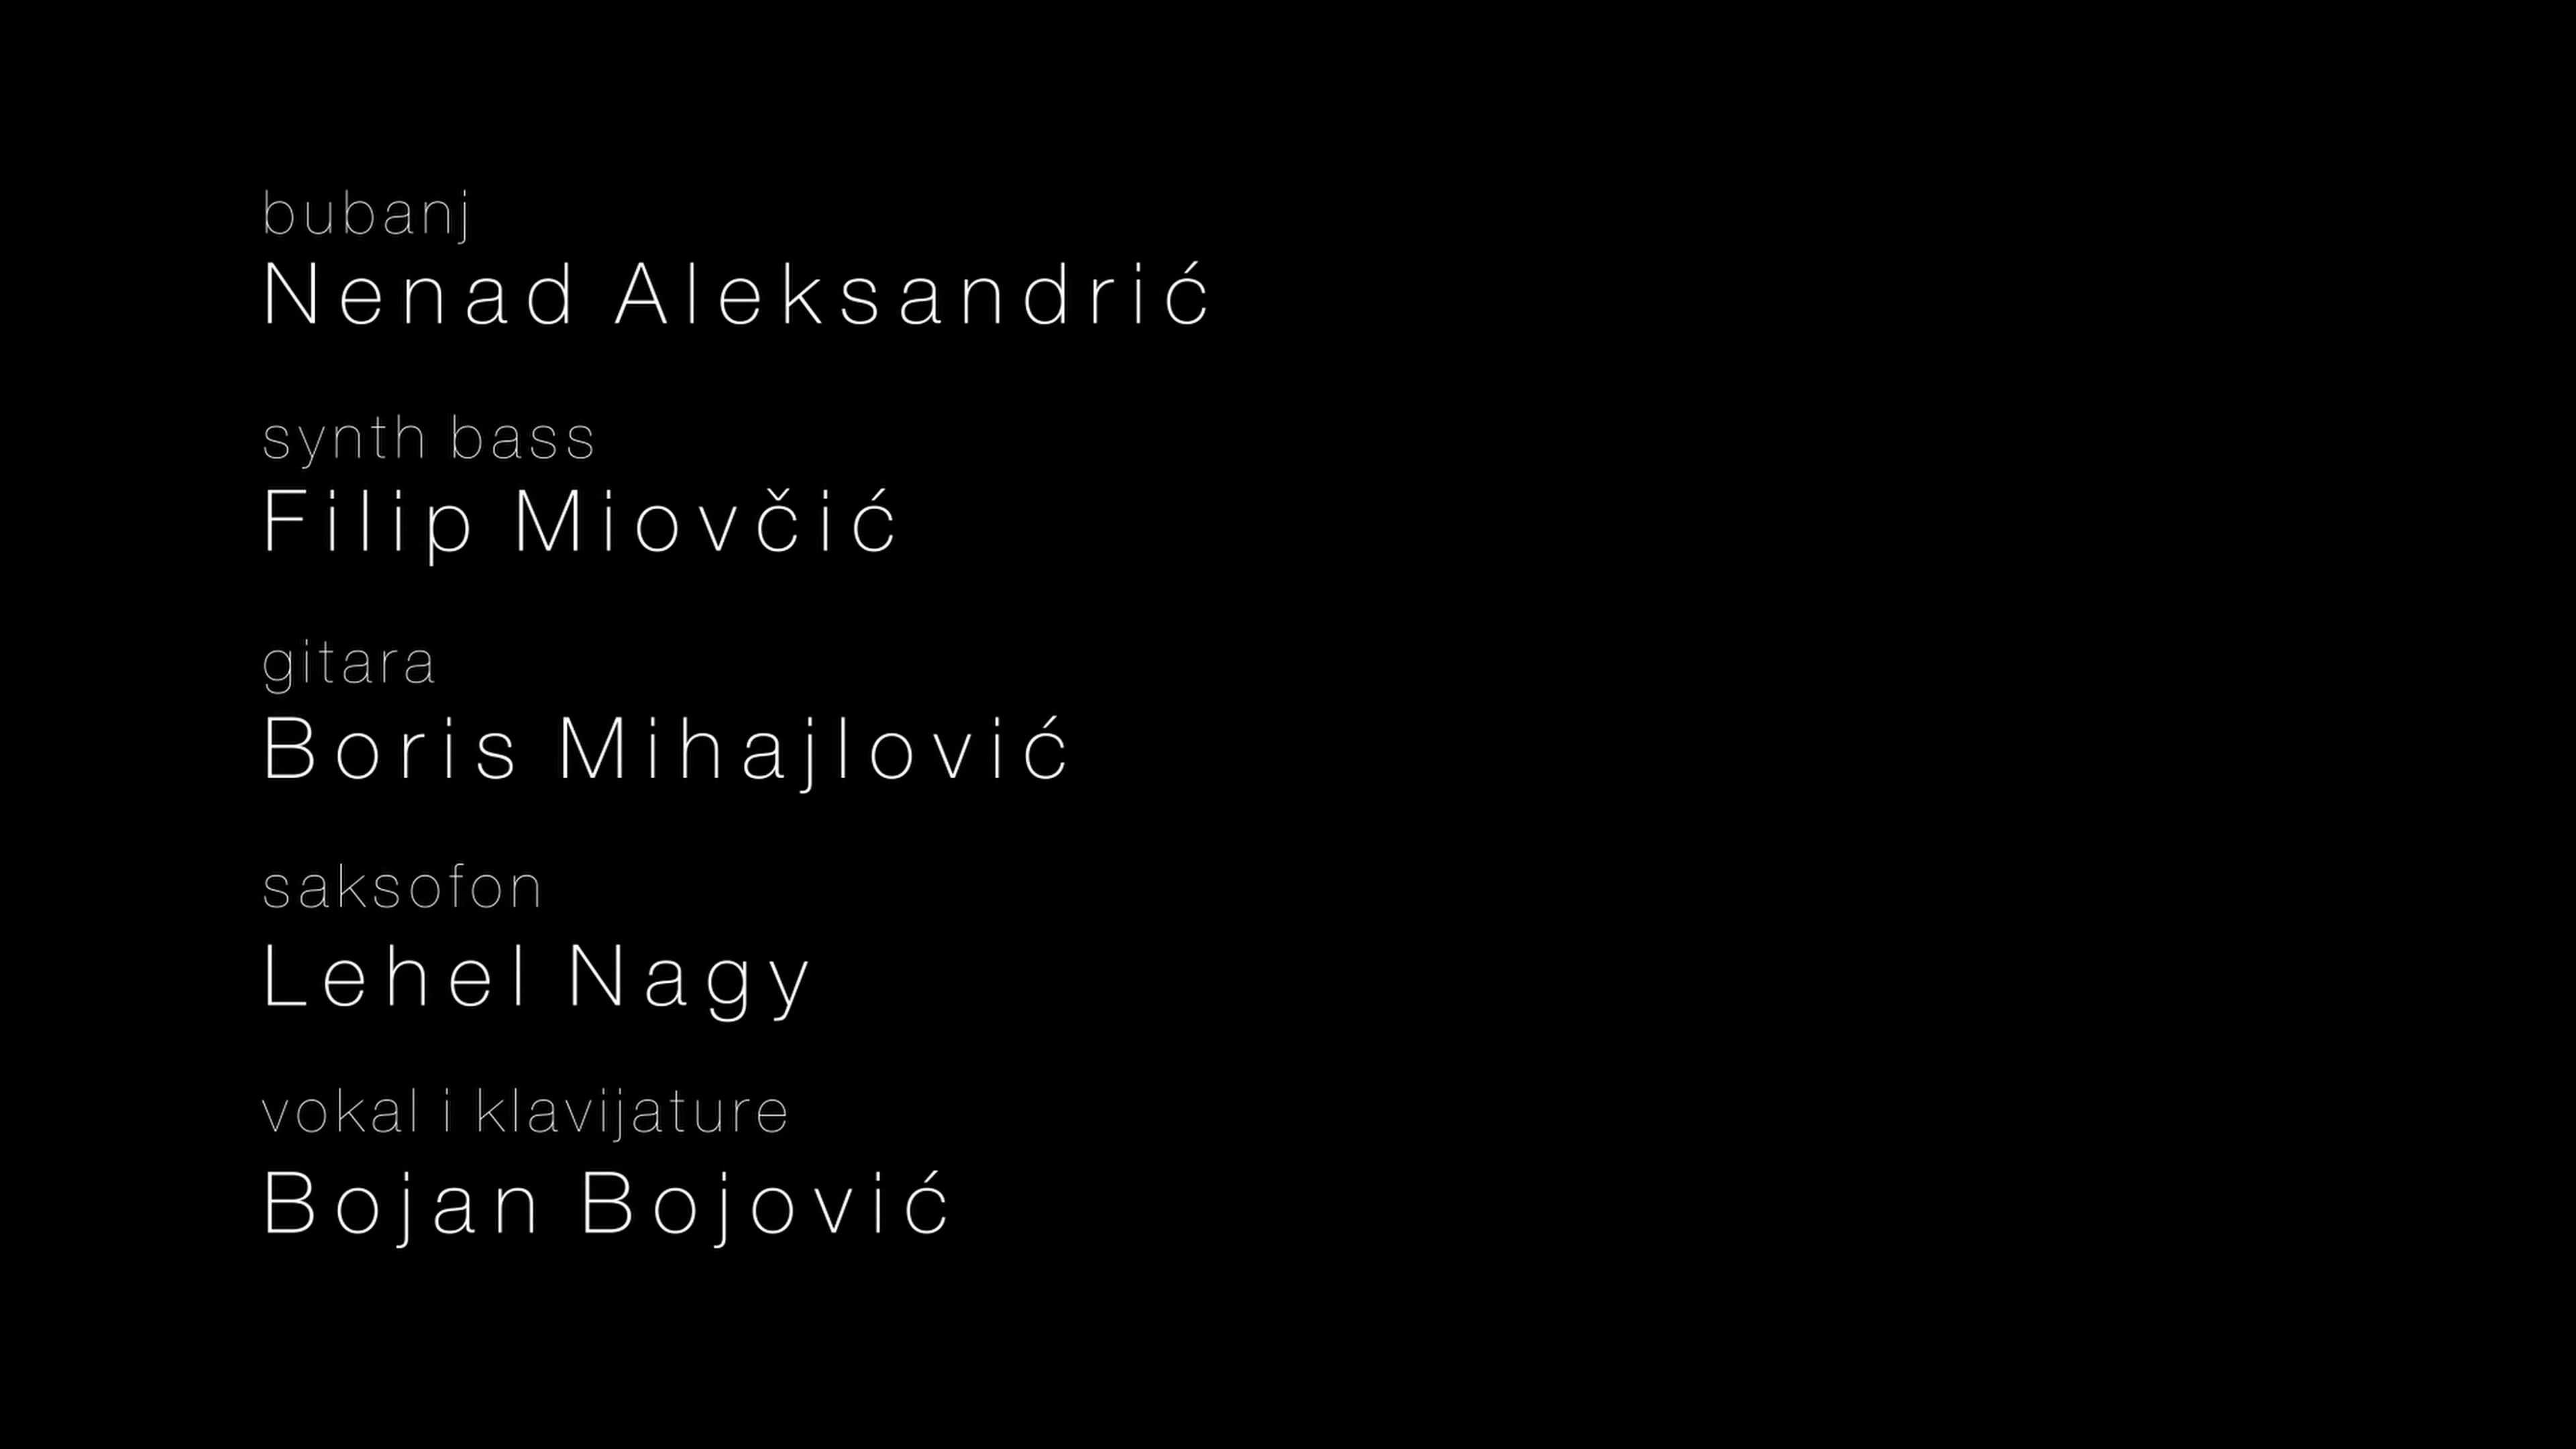 bubanj
Nenad Aleksandrić
synth bass
Filip Miovčić
gitara
Boris Mihajlović
saksofon
Lehel Nagy
vokal i klavijature
Bojan Bojović